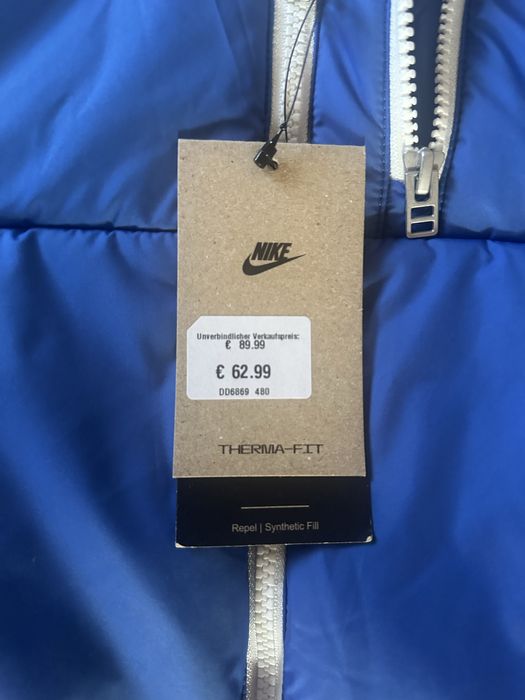 NIKE
Unverbindlicher Verkaufspreis:
€ 89.99
€ 62.99
DD6869 480
THERMA-FIT
Repel | Synthetic Fill